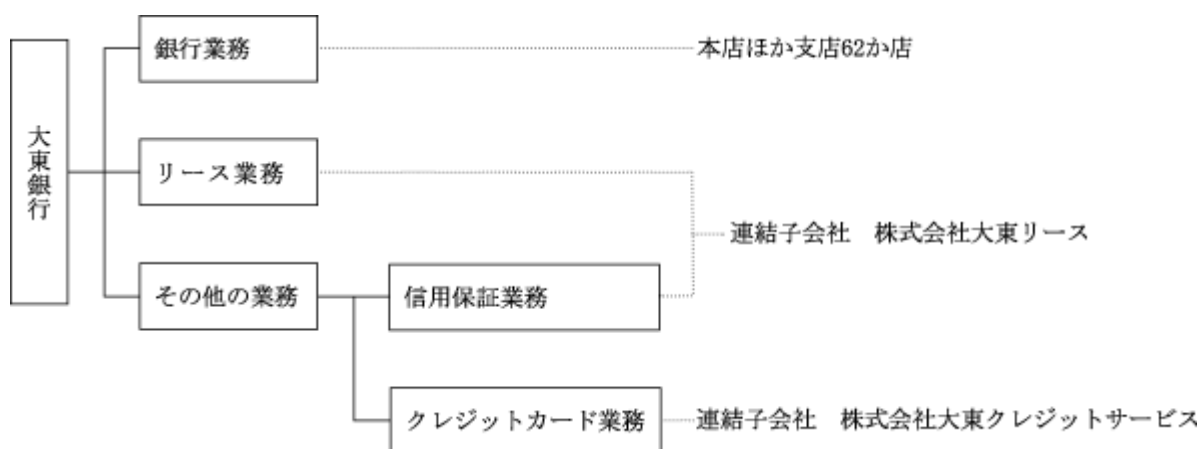 大東銀行
銀行業務
本店ほか支店62か店
リース業務
連結子会社　株式会社大東リース
その他の業務
信用保証業務
クレジットカード業務
連結子会社　株式会社大東クレジットサービス